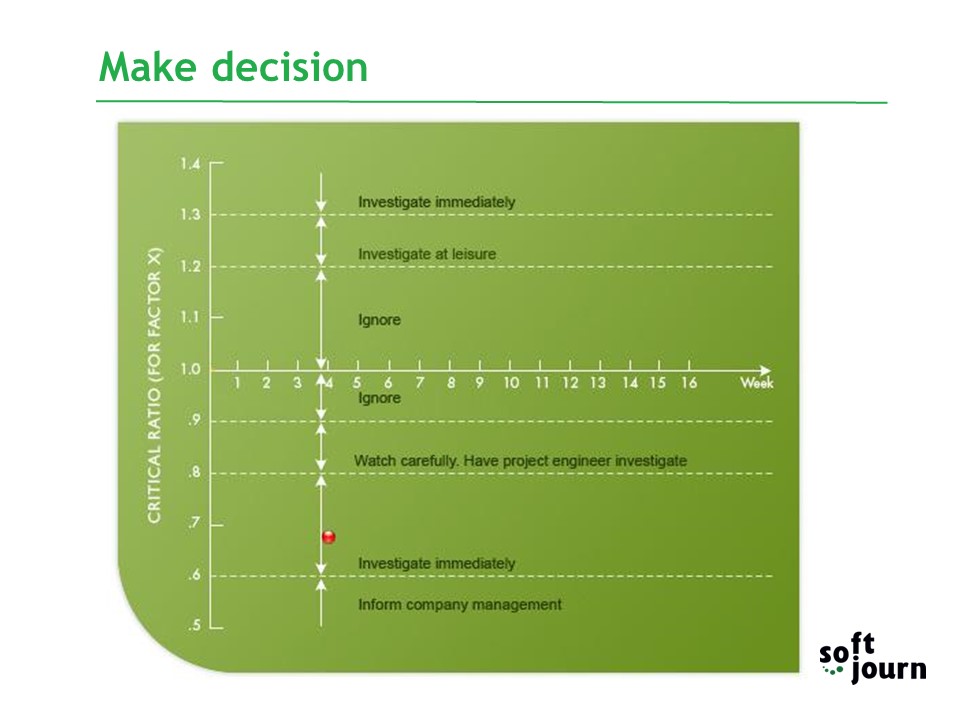 Make decision
CRITICAL RATIO (FOR FACTOR X)
1.4
Investigate immediately
1.3
Investigate at leisure
1.2
1.1
Ignore
1.0
1 2 3 4 5 6 7 8 9 10 11 12 13 14 15 16 Week
Ignore
.9
Watch carefully. Have project engineer investigate
.8
.7
Investigate immediately
.6
Inform company management
.5
soft
journ